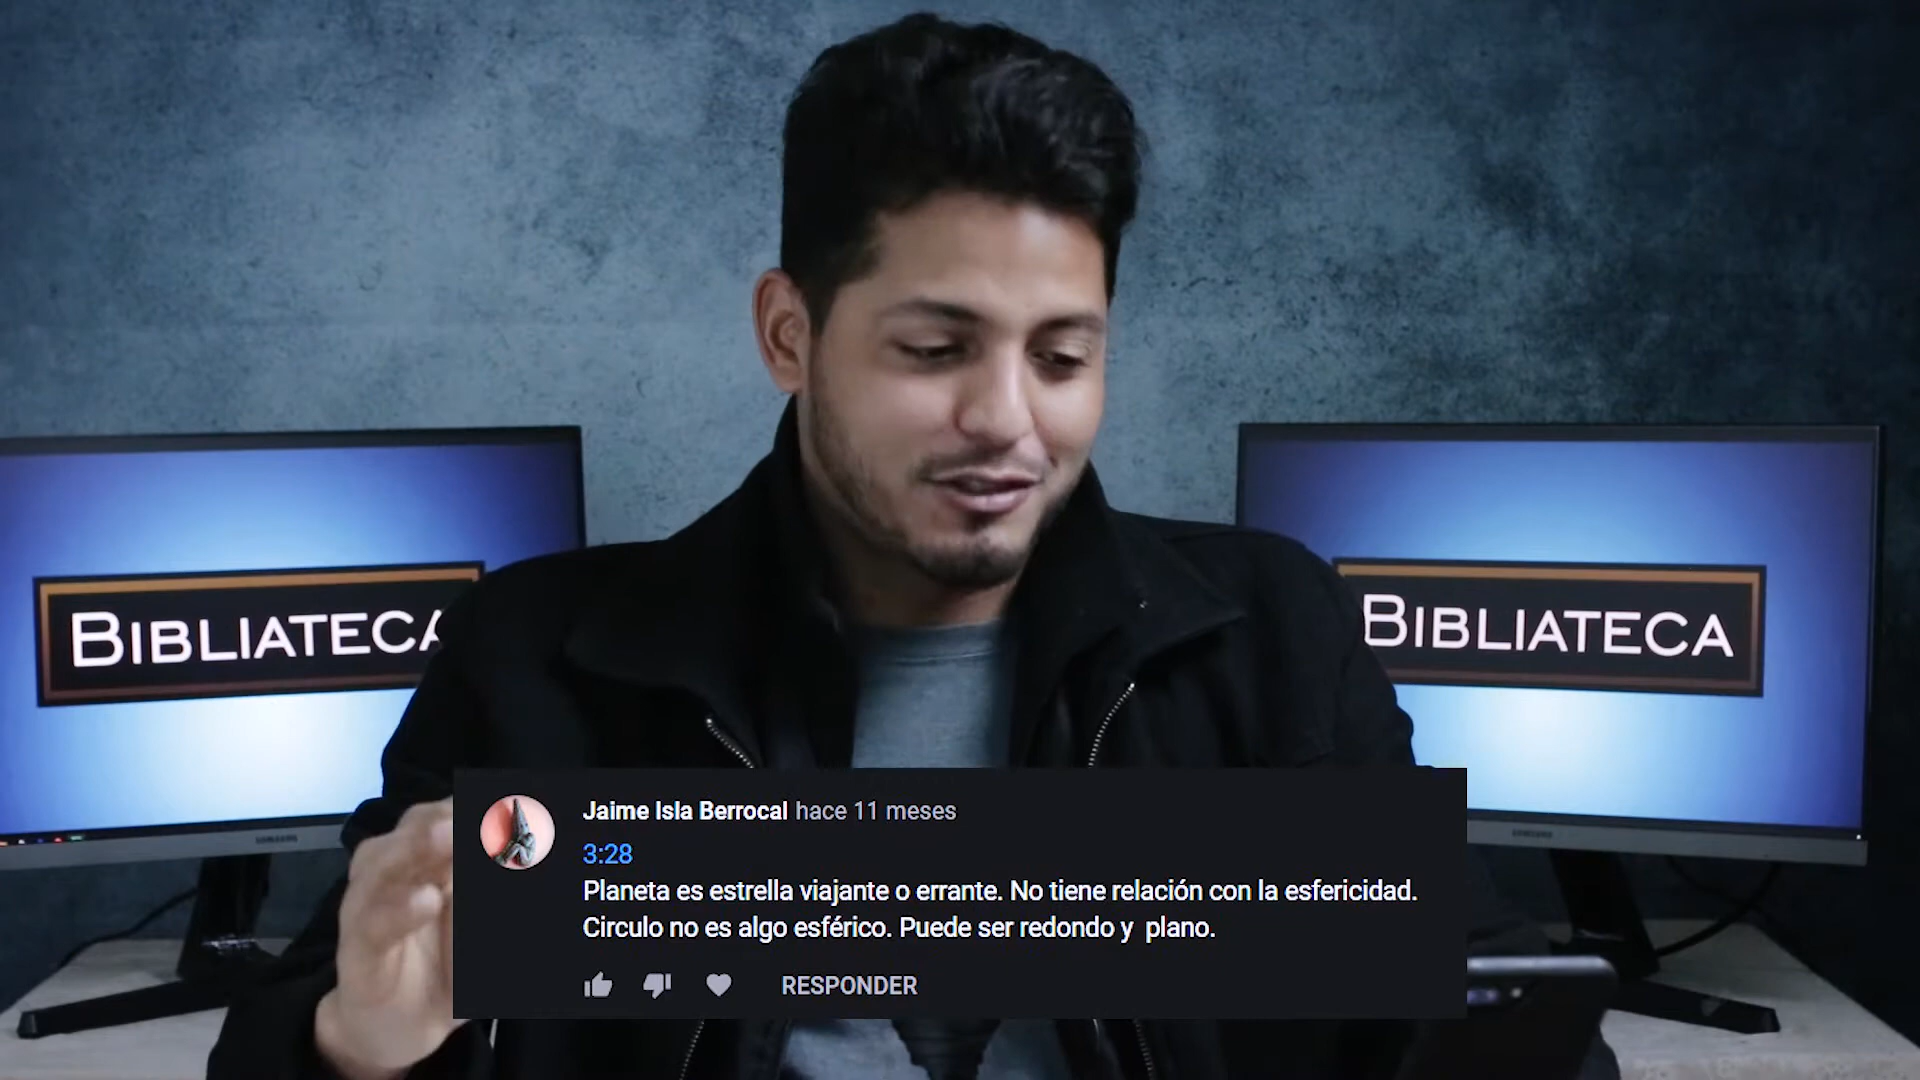 BIBLIATECA
BIBLIATECA
Jaime Isla Berrocal hace 11 meses
3:28
Planeta es estrella viajante o errante. No tiene relación con la esfericidad.
Circulo no es algo esférico. Puede ser redondo y plano.
RESPONDER